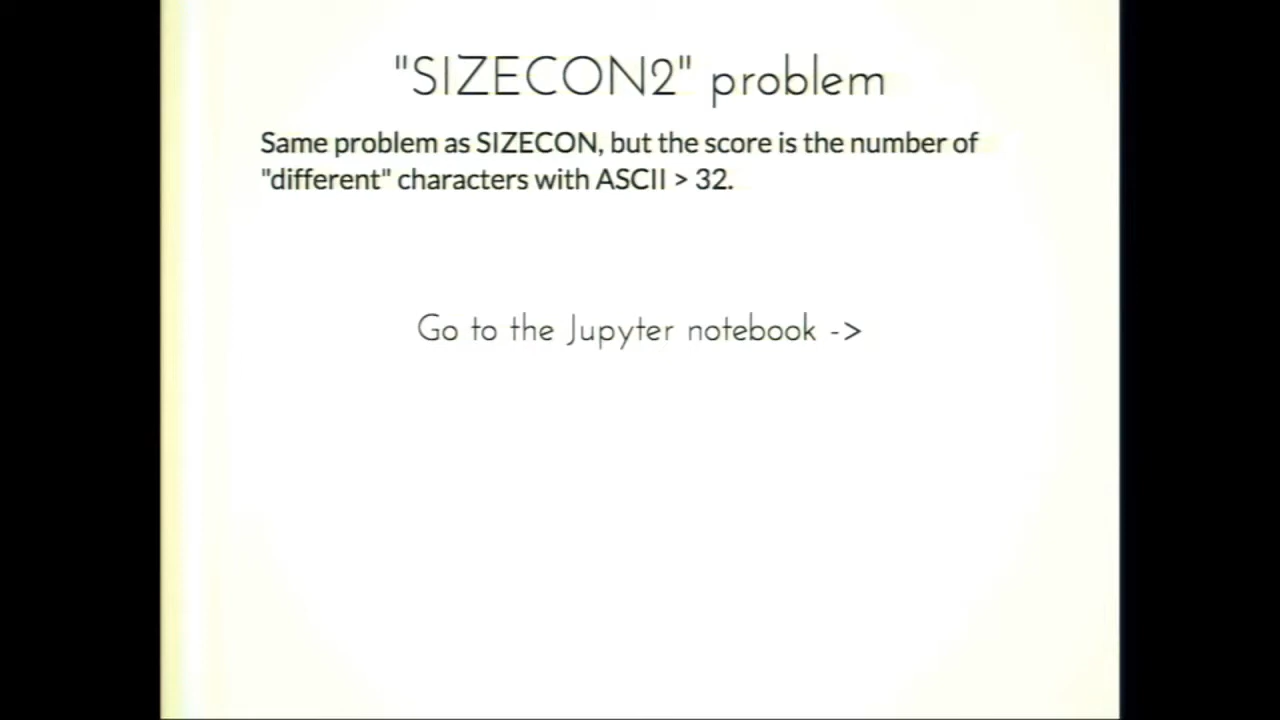 "SIZECON2" problem
Same problem as SIZECON, but the score is the number of
"different" characters with ASCII > 32.
Go to the Jupyter notebook ->